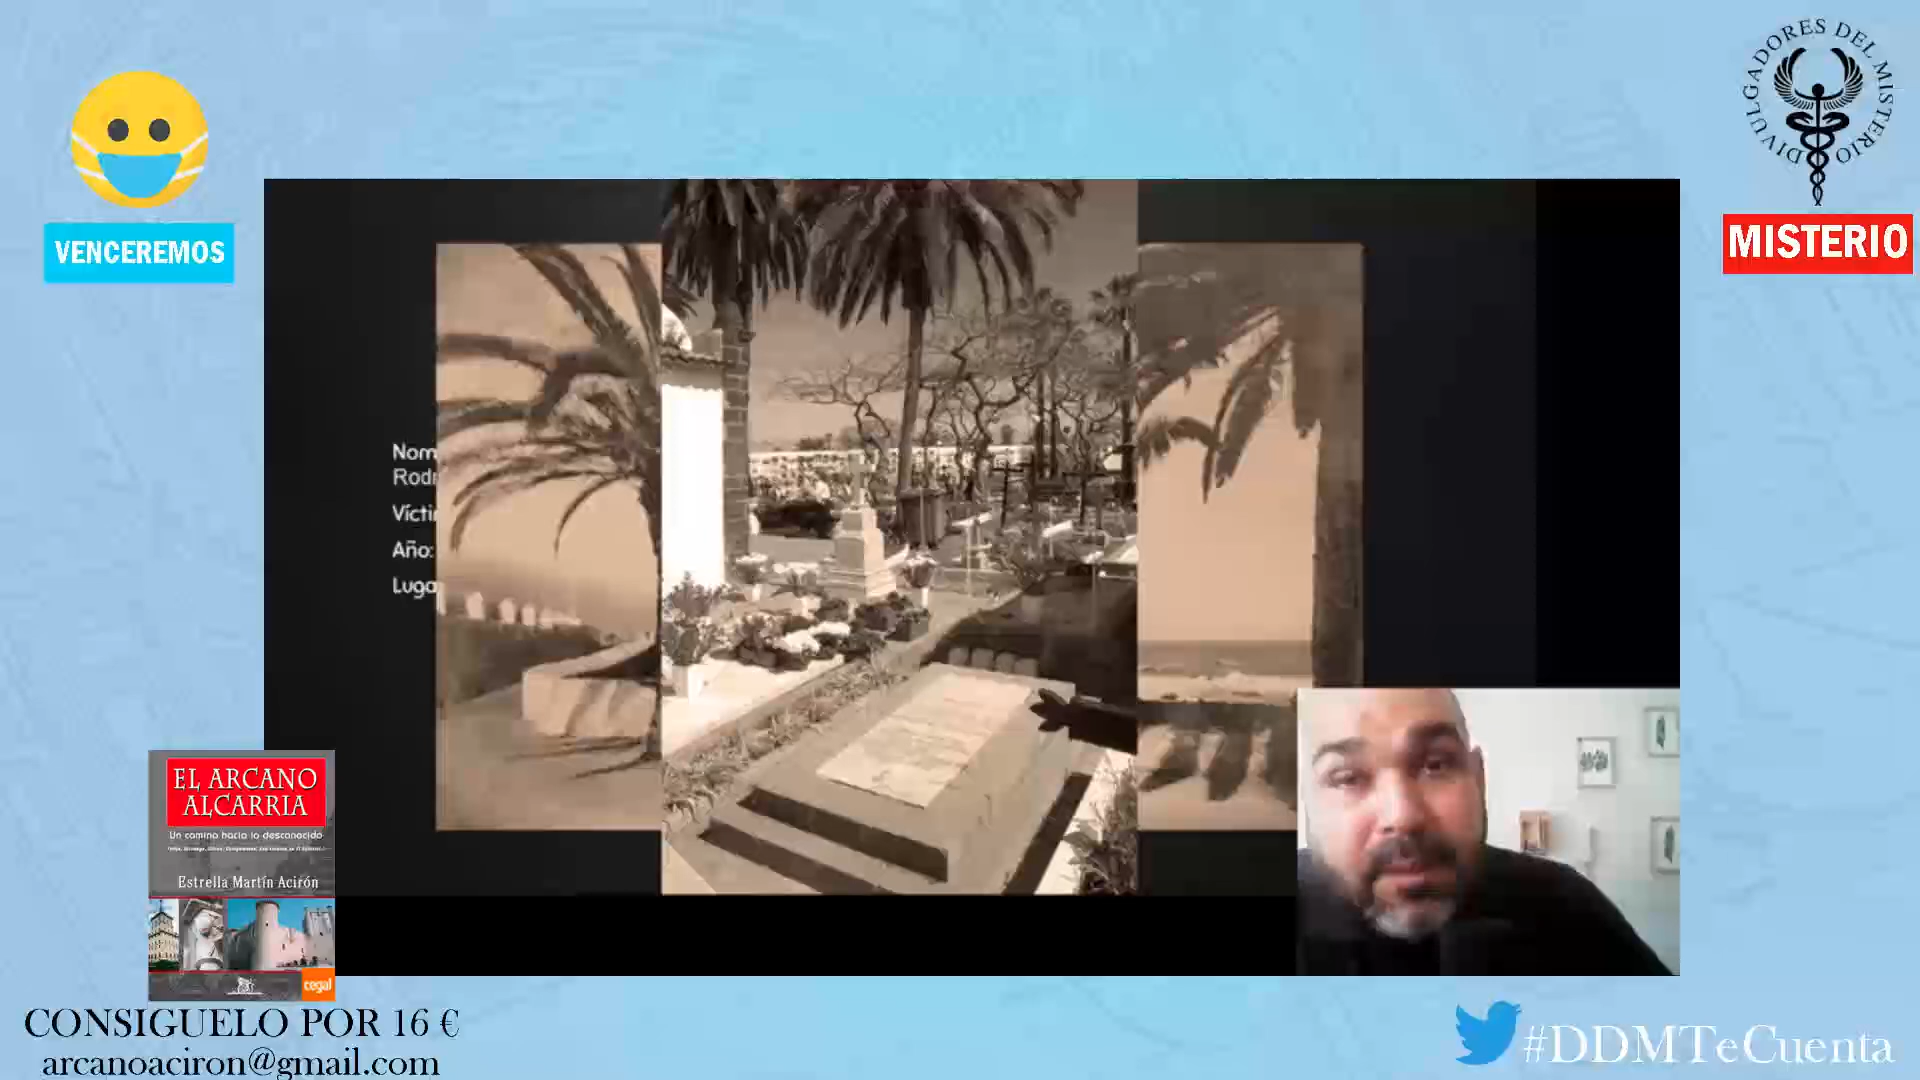 DIVULGADORES DEL MISTERIO
VENCEREMOS
MISTERIO
Nom
Rodr
Vícti
Año:
Luga
EL ARCANO
ALCARRIA
Un camino hacia lo desconocido
Estrella Martín Acirón
cegal
CONSIGUELO POR 16 €
arcanoaciron@gmail.com
#DDMTeCuenta